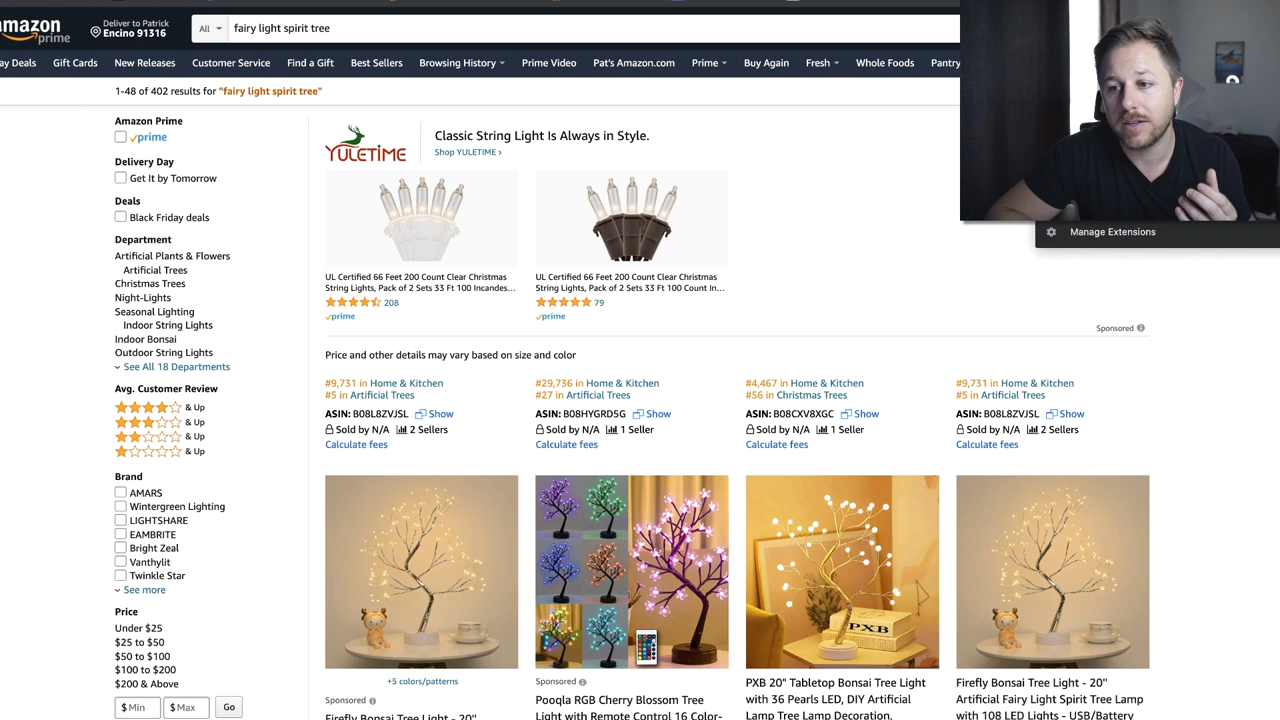 amazon
prime
Deliver to Patrick
Encino 91316
All
fairy light spirit tree
ay Deals
Gift Cards
New Releases
Customer Service
Find a Gift
Best Sellers
Browsing History
Prime Video
Pat's Amazon.com
Prime
Buy Again
Fresh
Whole Foods
Pantry
1-48 of 402 results for "fairy light spirit tree"
Manage Extensions
Amazon Prime
prime
Delivery Day
Get It by Tomorrow
Deals
Black Friday deals
Department
Artificial Plants & Flowers
Artificial Trees
Christmas Trees
Night-Lights
Seasonal Lighting
Indoor String Lights
Indoor Bonsai
Outdoor String Lights
See All 18 Departments
Avg. Customer Review
& Up
& Up
& Up
& Up
Brand
AMARS
Wintergreen Lighting
LIGHTSHARE
EAMBRITE
Bright Zeal
Vanthylit
Twinkle Star
See more
Price
Under $25
$25 to $50
$50 to $100
$100 to $200
$200 & Above
$ Min
$ Max
Go
YULETIME
Classic String Light Is Always in Style.
Shop YULETIME ›
UL Certified 66 Feet 200 Count Clear Christmas
String Lights, Pack of 2 Sets 33 Ft 100 Incandes…
208
prime
UL Certified 66 Feet 200 Count Clear Christmas
String Lights, Pack of 2 Sets 33 Ft 100 Count In…
79
prime
Sponsored
Price and other details may vary based on size and color
#9,731 in Home & Kitchen
#5 in Artificial Trees
ASIN: B08L8ZVJSL Show
Sold by N/A 2 Sellers
Calculate fees
+5 colors/patterns
Sponsored
Firefly Bonsai Tree Light - 20"
#29,736 in Home & Kitchen
#27 in Artificial Trees
ASIN: B08HYGRD5G Show
Sold by N/A 1 Seller
Calculate fees
Sponsored
Pooqla RGB Cherry Blossom Tree
Light with Remote Control 16 Color-
#4,467 in Home & Kitchen
#56 in Christmas Trees
ASIN: B08CXV8XGC Show
Sold by N/A 1 Seller
Calculate fees
PXB
PXB 20" Tabletop Bonsai Tree Light
with 36 Pearls LED, DIY Artificial
Lamp Tree Lamp Decoration,
#9,731 in Home & Kitchen
#5 in Artificial Trees
ASIN: B08L8ZVJSL Show
Sold by N/A 2 Sellers
Calculate fees
Firefly Bonsai Tree Light - 20"
Artificial Fairy Light Spirit Tree Lamp
with 108 LED Lights - USB/Battery